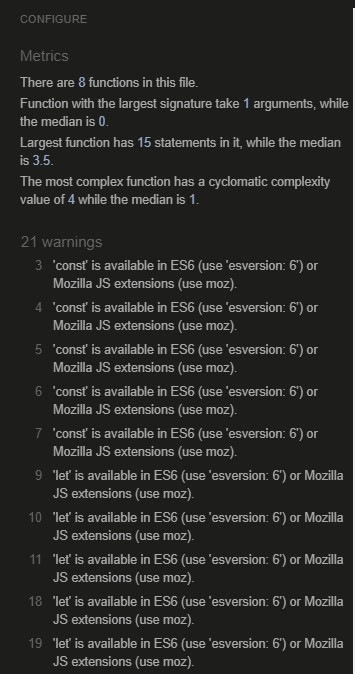 CONFIGURE
Metrics
There are 8 functions in this file.
Function with the largest signature take 1 arguments, while
the median is 0.
Largest function has 15 statements in it, while the median
is 3.5.
The most complex function has a cyclomatic complexity
value of 4 while the median is 1.
21 warnings
3 'const' is available in ES6 (use 'esversion: 6') or
Mozilla JS extensions (use moz).
4 'const' is available in ES6 (use 'esversion: 6') or
Mozilla JS extensions (use moz).
5 'const' is available in ES6 (use 'esversion: 6') or
Mozilla JS extensions (use moz).
6 'const' is available in ES6 (use 'esversion: 6') or
Mozilla JS extensions (use moz).
7 'const' is available in ES6 (use 'esversion: 6') or
Mozilla JS extensions (use moz).
9 'let' is available in ES6 (use 'esversion: 6') or Mozilla
JS extensions (use moz).
10 'let' is available in ES6 (use 'esversion: 6') or Mozilla
JS extensions (use moz).
11 'let' is available in ES6 (use 'esversion: 6') or Mozilla
JS extensions (use moz).
18 'let' is available in ES6 (use 'esversion: 6') or Mozilla
JS extensions (use moz).
19 'let' is available in ES6 (use 'esversion: 6') or Mozilla
JS extensions (use moz).